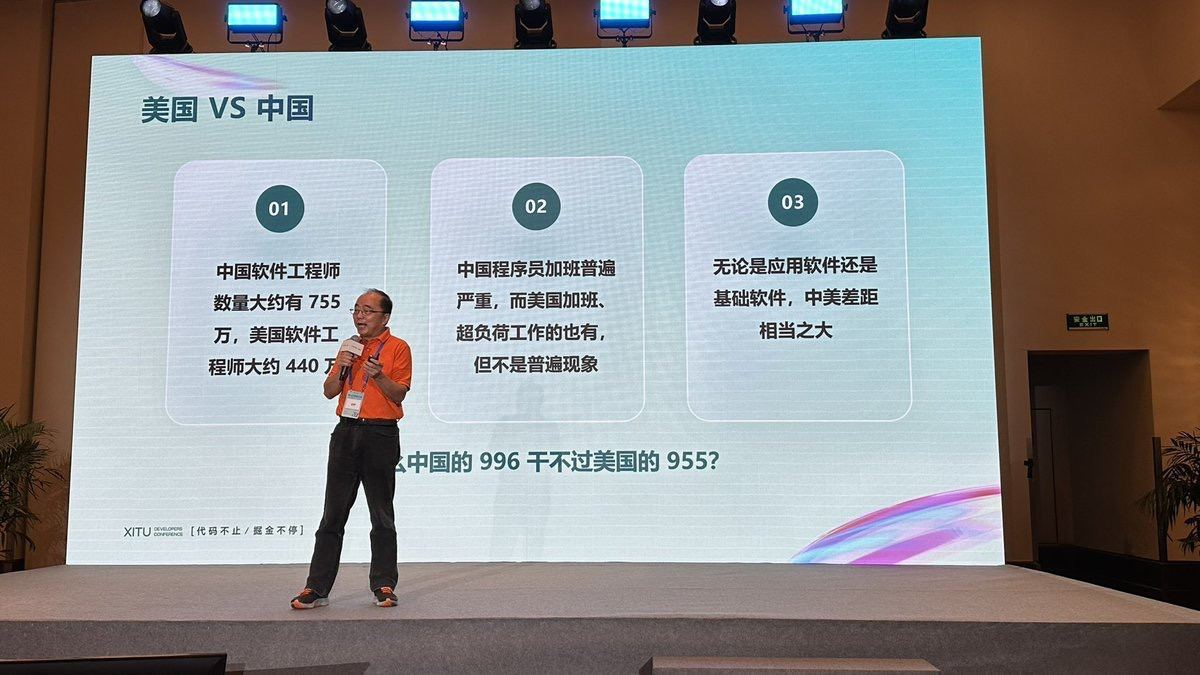 美国 VS 中国
01
中国软件工程师
数量大约有 755
万，美国软件工
程师大约 440
02
中国程序员加班普遍
严重，而美国加班、
超负荷工作的也有，
但不是普遍现象
03
无论是应用软件还是
基础软件，中美差距
相当之大
中国的 996 干不过美国的 955？
XITU DEVELOPERS CONFERENCE [代码不止 / 掘金不停]
安全出口
EXIT